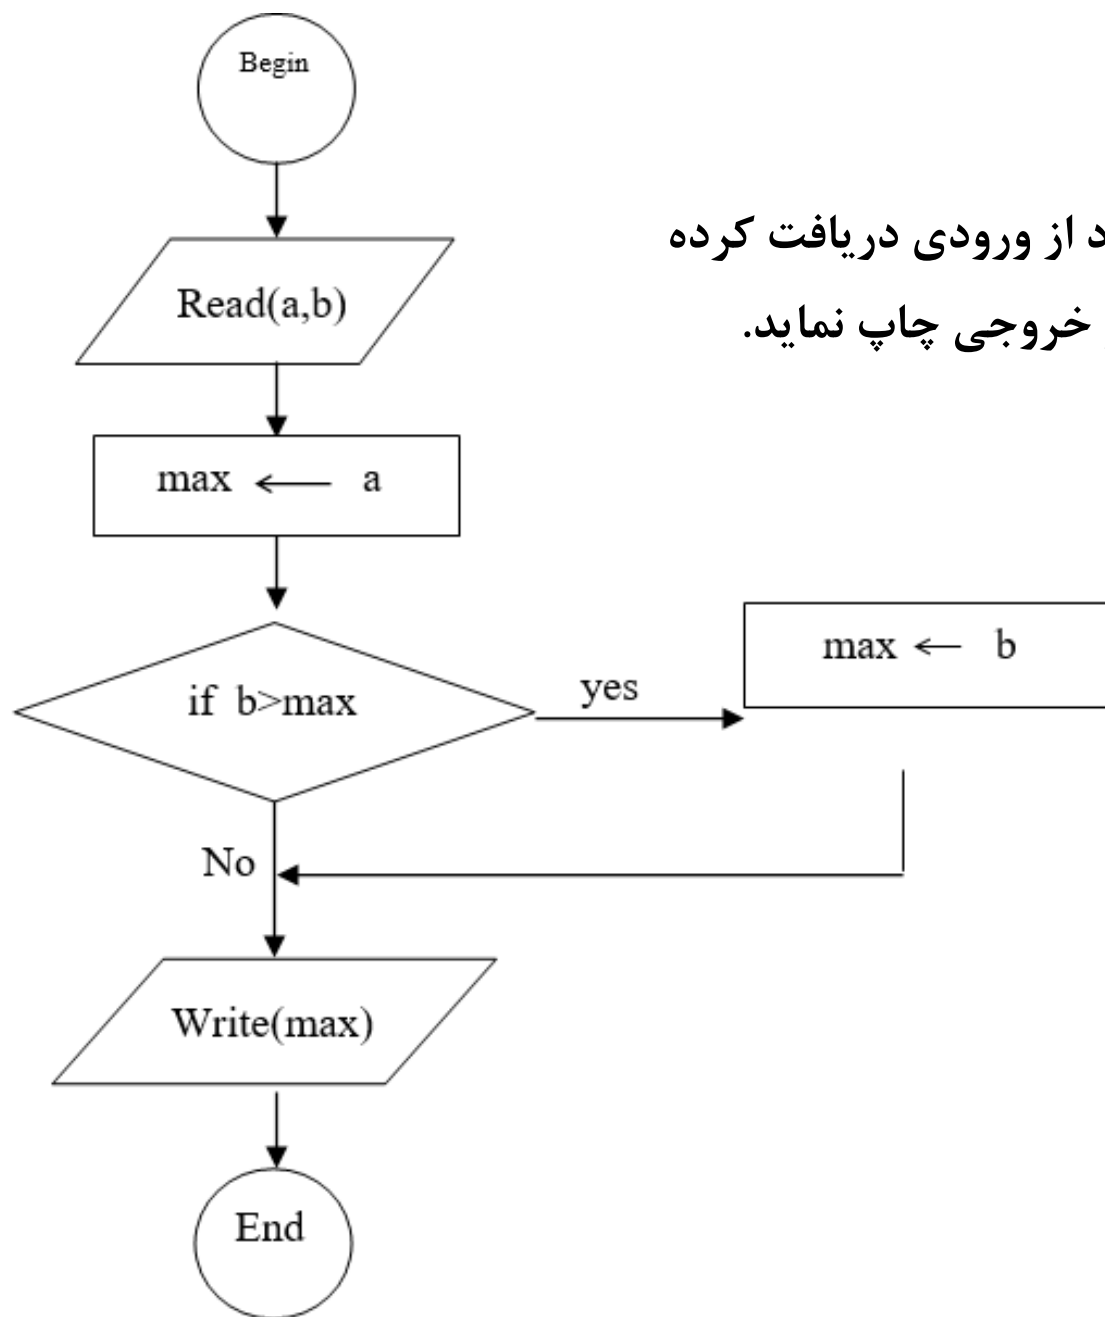 Begin
د از ورودی دریافت کرده
Read(a,b)
خروجی چاپ نماید.
max ← a
max ← b
if b>max
yes
No
Write(max)
End